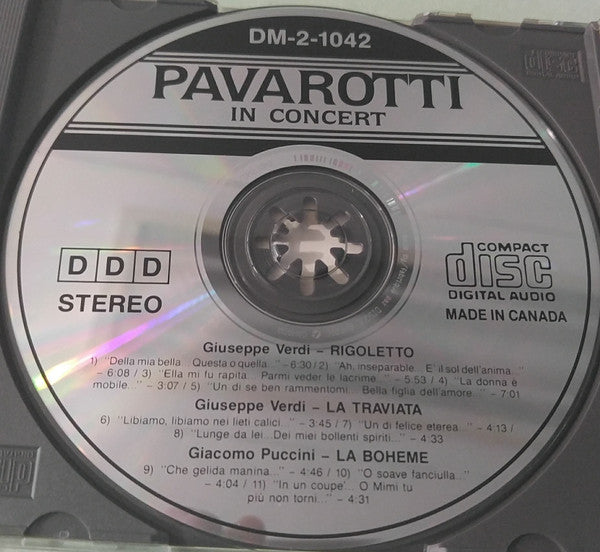 DM-2-1042
PAVAROTTI
IN CONCERT
DDD
STEREO
COMPACT
disc
DIGITAL AUDIO
MADE IN CANADA
Giuseppe Verdi – RIGOLETTO
1) "Della mia bella... Questa o quella..." – 6:30 / 2) "Ah, inseparable... E' il sol dell'anima..."
– 6:08 / 3) "Ella mi fu rapita... Parmi veder le lacrime" – 5:53 / 4) "La donna è
mobile..." – 3:07 / 5) "Un di se ben rammentomi... Bella figlia dell'amore" – 7:01
Giuseppe Verdi – LA TRAVIATA
6) "Libiamo, libiamo nei lieti calici..." – 3:45 / 7) "Un di felice eterea..." – 4:13 /
8) "Lunge da lei...Dei miei bollenti spiriti..." – 4:33
Giacomo Puccini – LA BOHEME
9) "Che gelida manina..." – 4:46 / 10) "O soave fanciulla..."
– 4:04 / 11) "In un coupe'... O Mimi tu
più non torni..." – 4:31